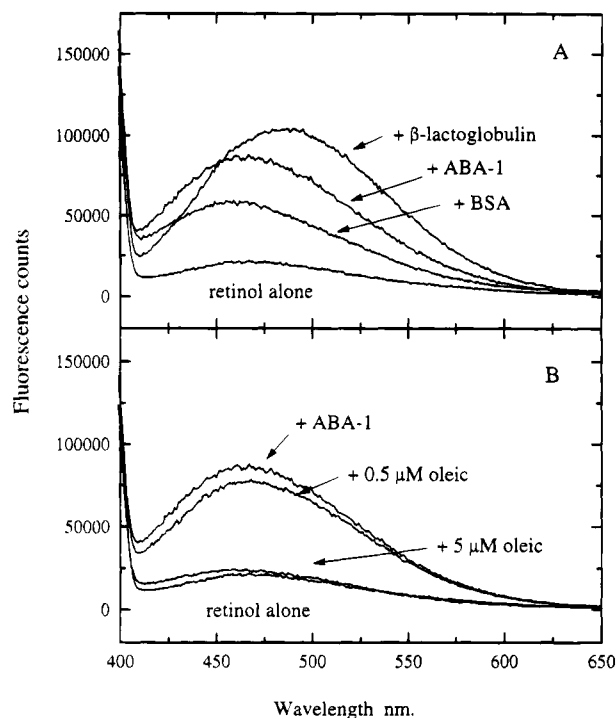 150000
A
+ β-lactoglobulin
100000
+ ABA-1
+ BSA
50000
retinol alone
0
Fluorescence counts
150000
B
+ ABA-1
100000
+ 0.5 μM oleic
50000
+ 5 μM oleic
retinol alone
0
400 450 500 550 600 650
Wavelength nm.